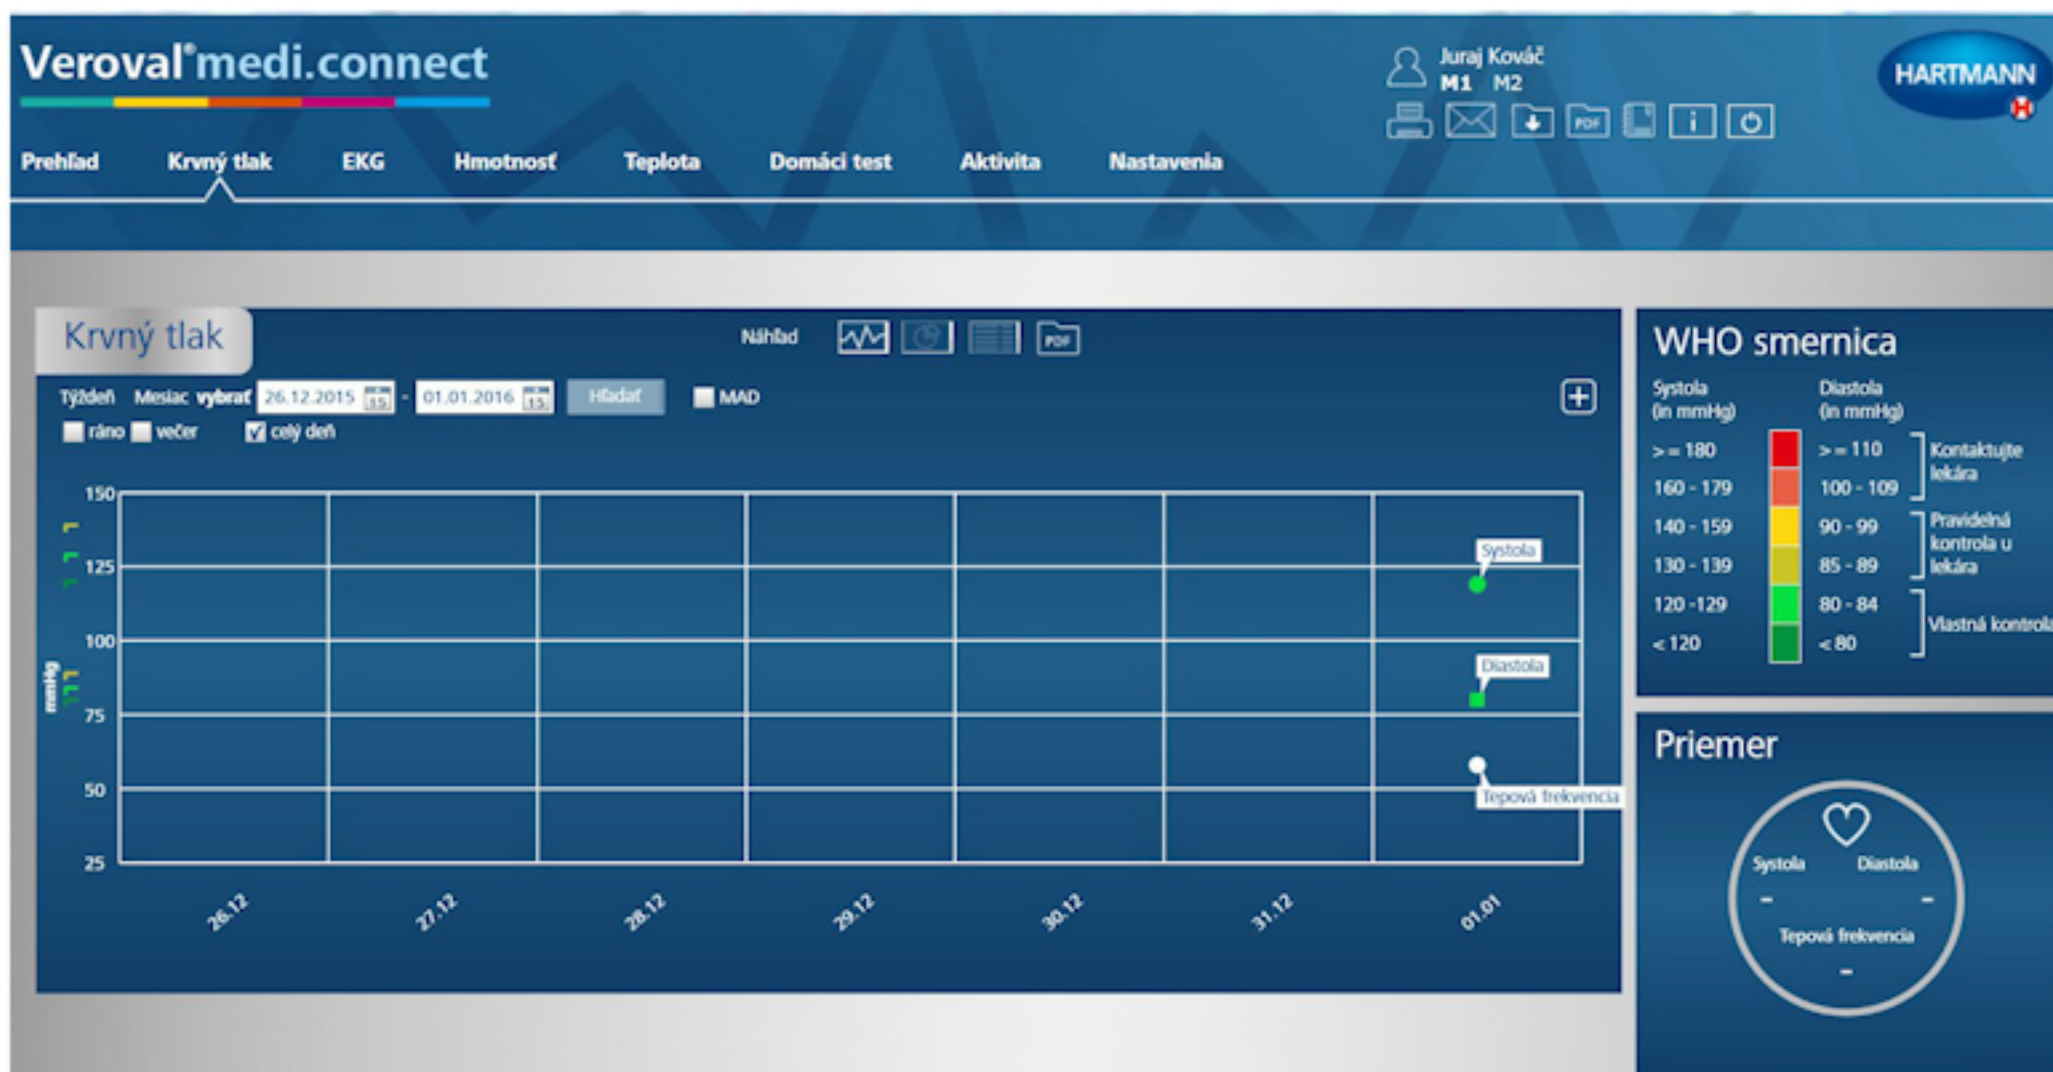 Veroval®medi.connect
Juraj Kováč
M1 M2
HARTMANN
PDF
i
Prehľad Krvný tlak EKG Hmotnosť Teplota Domáci test Aktivita Nastavenia
Krvný tlak
Náhľad
PDF
Týždeň Mesiac vybrať 26.12.2015 15 - 01.01.2016 15 Hľadať MAD
ráno večer celý deň
150
125
100
75
50
25
mmHg
Systola
Diastola
Tepová frekvencia
26.12 27.12 28.12 29.12 30.12 31.12 01.01
WHO smernica
Systola Diastola
(in mmHg) (in mmHg)
>= 180 >= 110
160 - 179 100 - 109
140 - 159 90 - 99
130 - 139 85 - 89
120 -129 80 - 84
< 120 < 80
Kontaktujte
lekára
Pravidelná
kontrola u
lekára
Vlastná kontrola
Priemer
Systola Diastola
- -
Tepová frekvencia
-